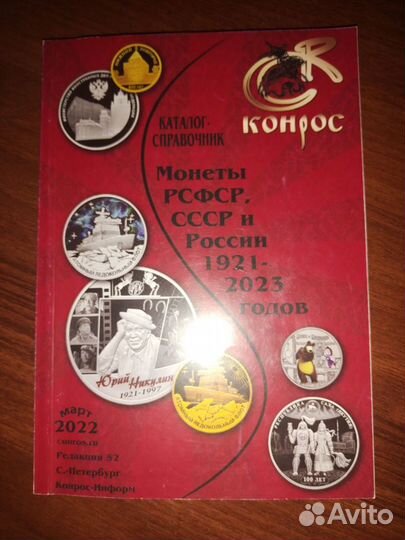 КОНРОС
КАТАЛОГ-
СПРАВОЧНИК
Монеты
РСФСР,
СССР и
России
1921-
2023
годов
Юрий Никулин
1921-1997
100 ЛЕТ
март
2022
conros.ru
Редакция 52
С.-Петербург
Конрос-Информ
Avito